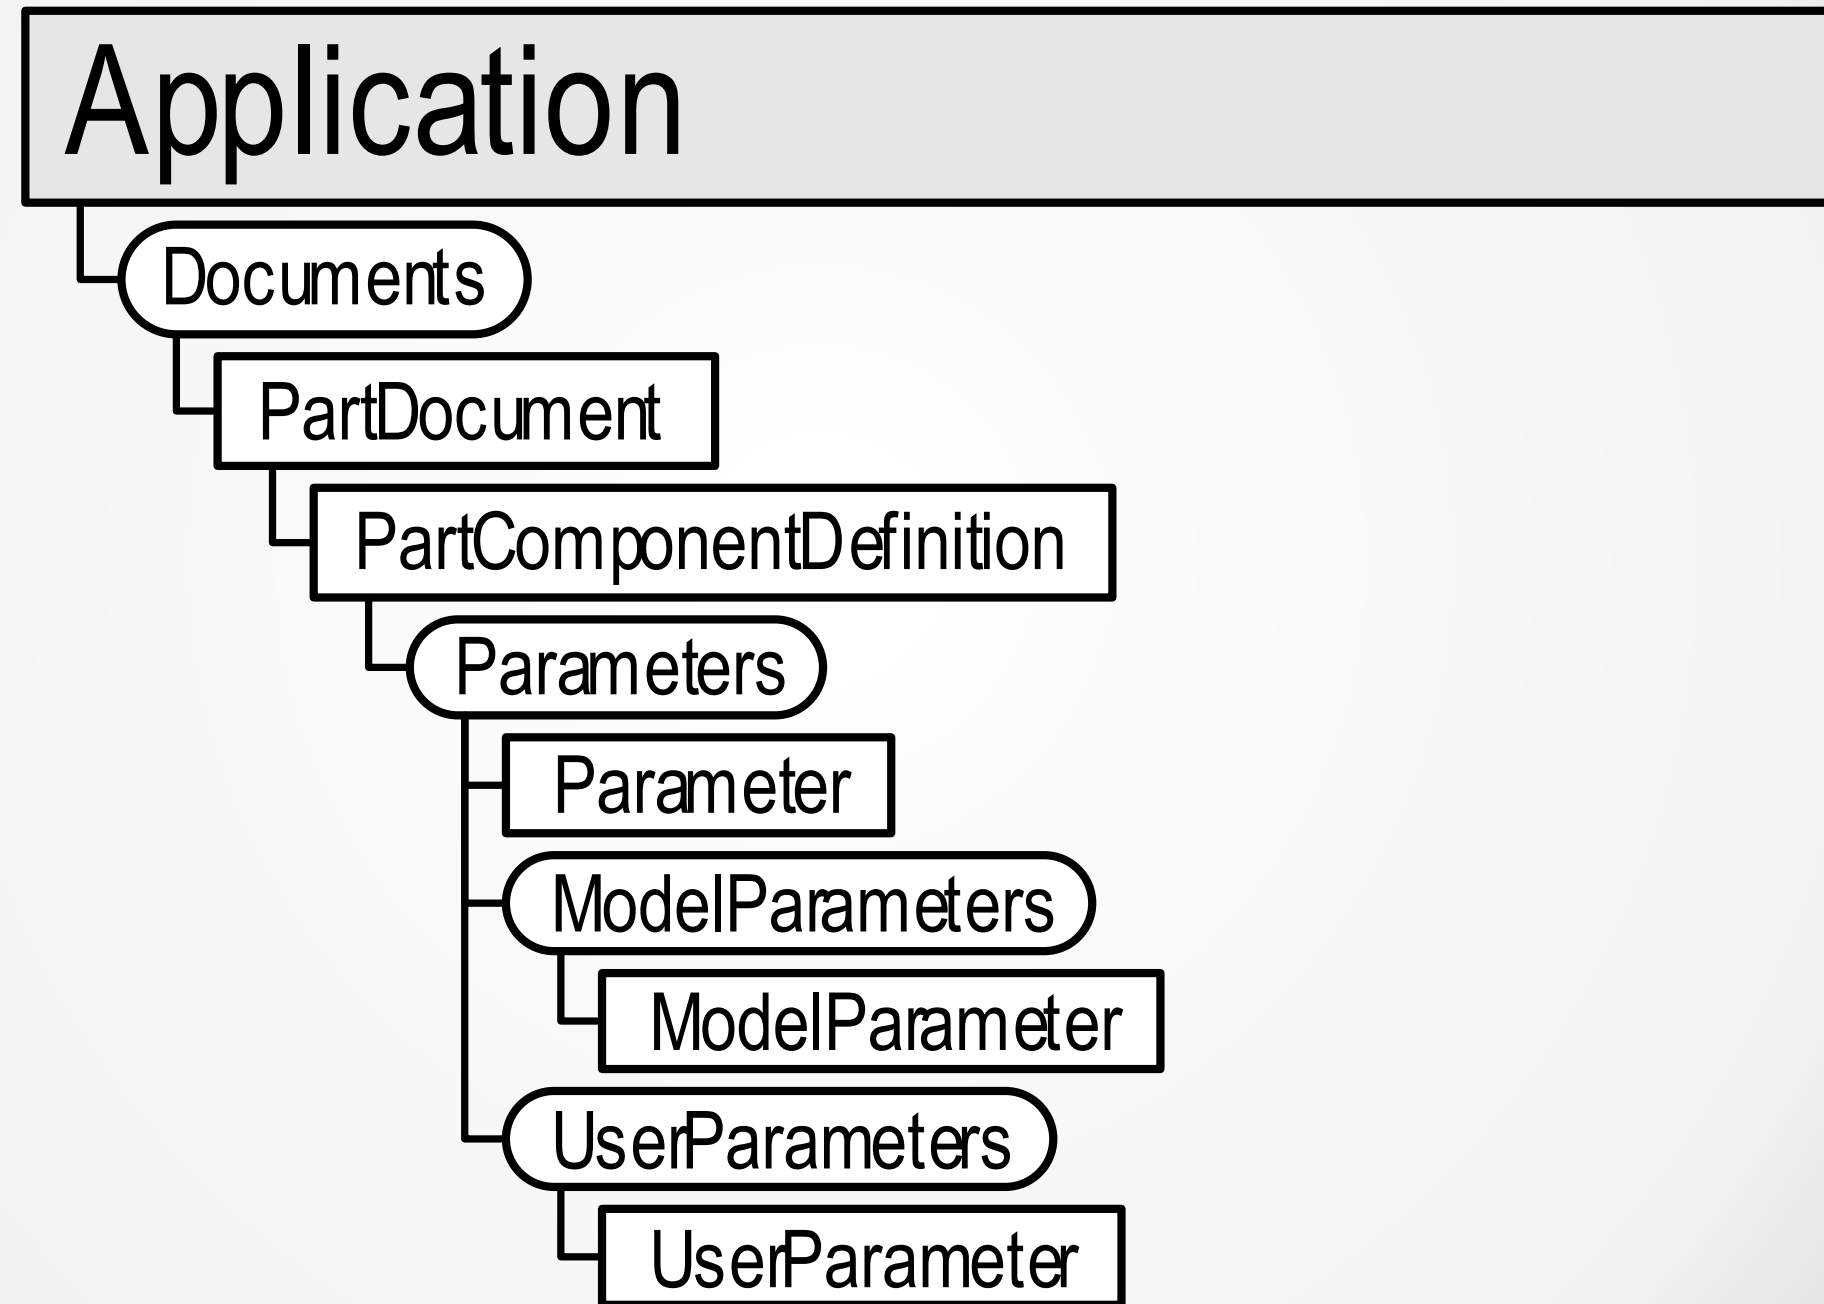 Application
Documents
PartDocument
PartComponentDefinition
Parameters
Parameter
ModelParameters
ModelParameter
UserParameters
UserParameter